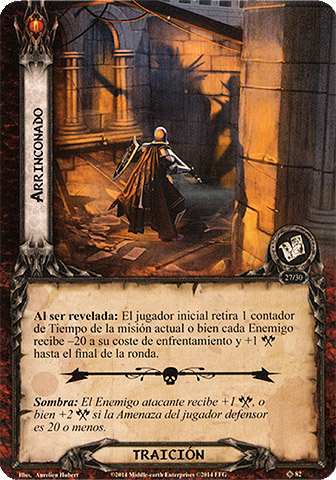 ARRINCONADO
27/30
Al ser revelada: El jugador inicial retira 1 contador
de Tiempo de la misión actual o bien cada Enemigo
recibe –20 a su coste de enfrentamiento y +1
hasta el final de la ronda.
Sombra: El Enemigo atacante recibe +1 , o
bien +2 si la Amenaza del jugador defensor
es 20 o menos.
TRAICIÓN
Illus. Aurelien Hubert
©2014 Middle-earth Enterprises ©2014 FFG
82